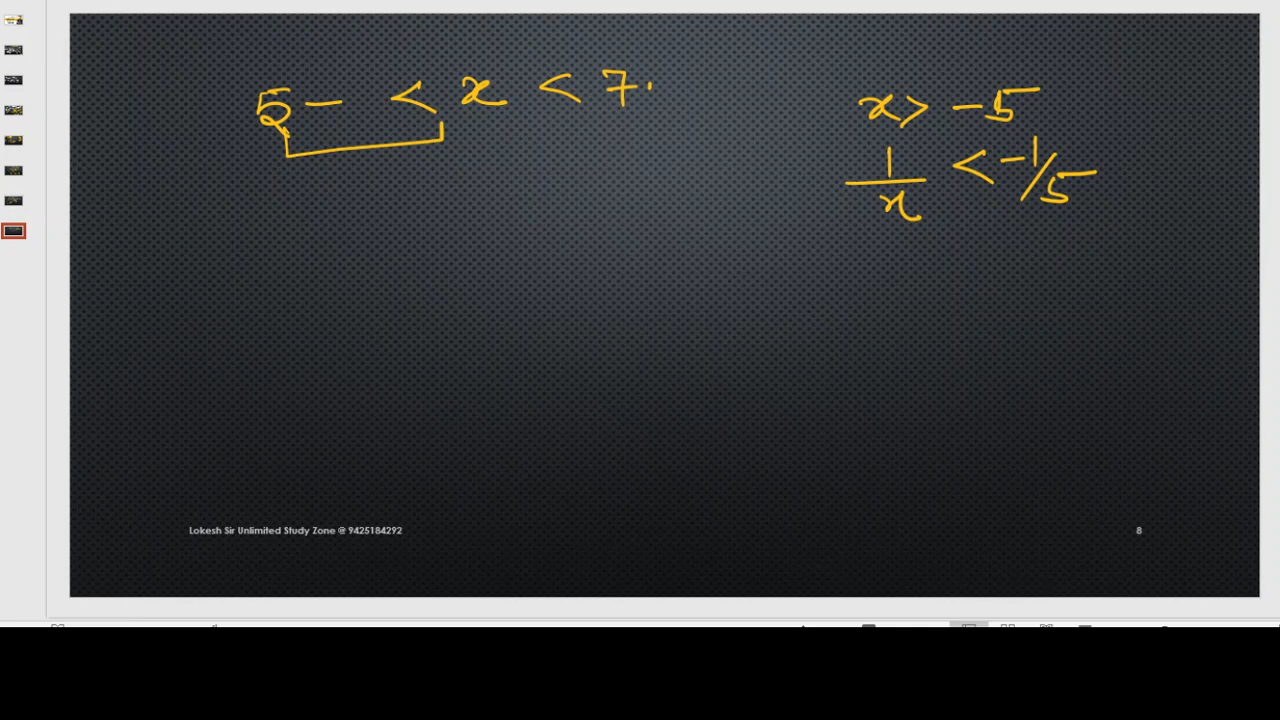 5 - < x < 7.
x > -5
1/x < -1/5
Lokesh Sir Unlimited Study Zone @ 9425184292
8